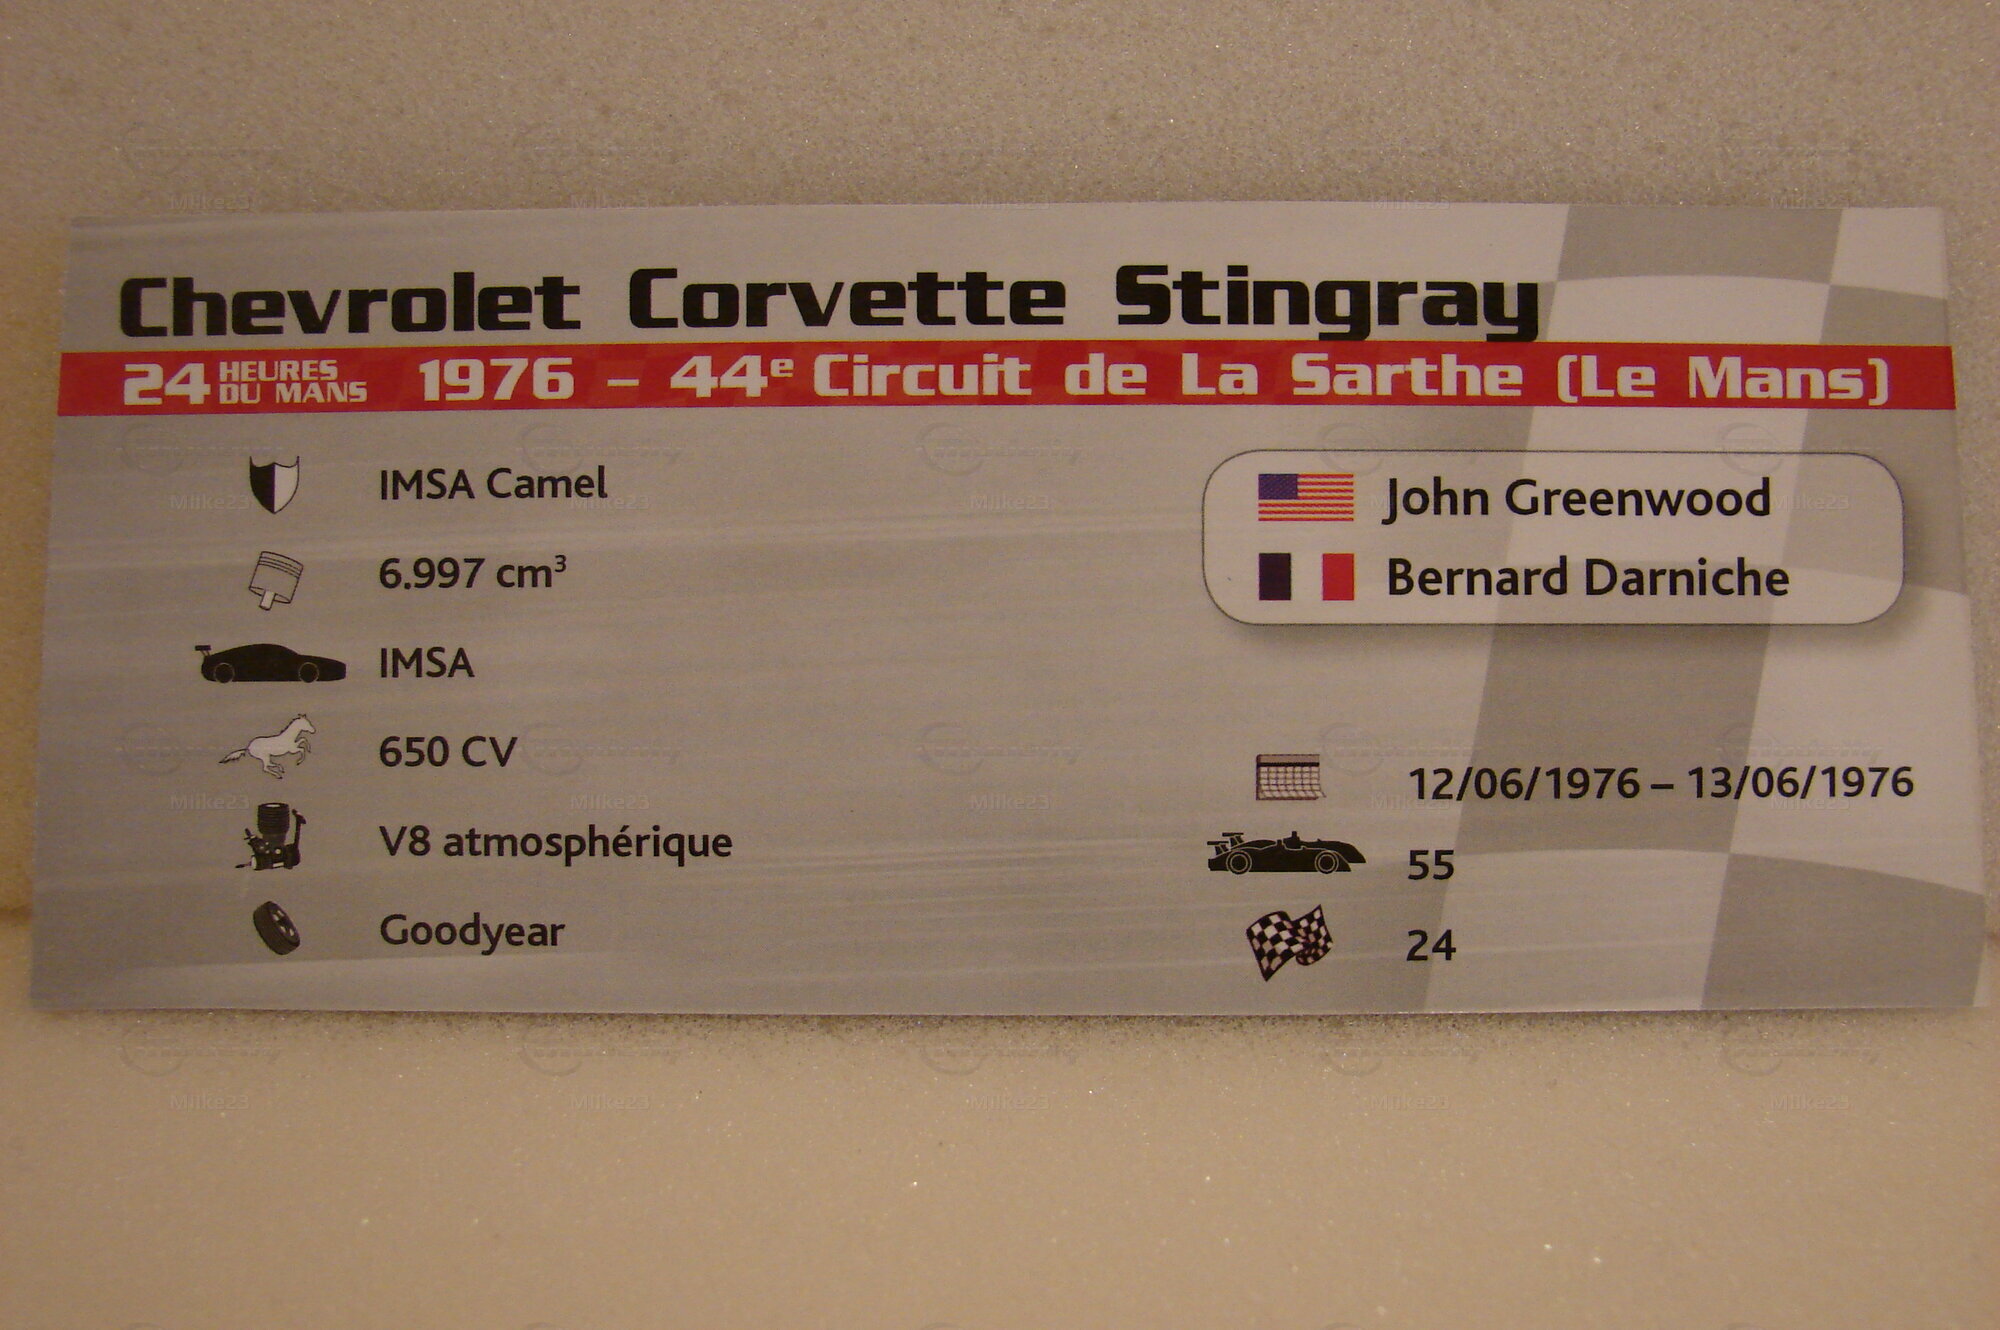 Chevrolet Corvette Stingray
24 HEURES DU MANS 1976 – 44e Circuit de La Sarthe (Le Mans)
IMSA Camel
6.997 cm³
IMSA
650 CV
V8 atmosphérique
Goodyear
John Greenwood
Bernard Darniche
12/06/1976 – 13/06/1976
55
24
Miike23